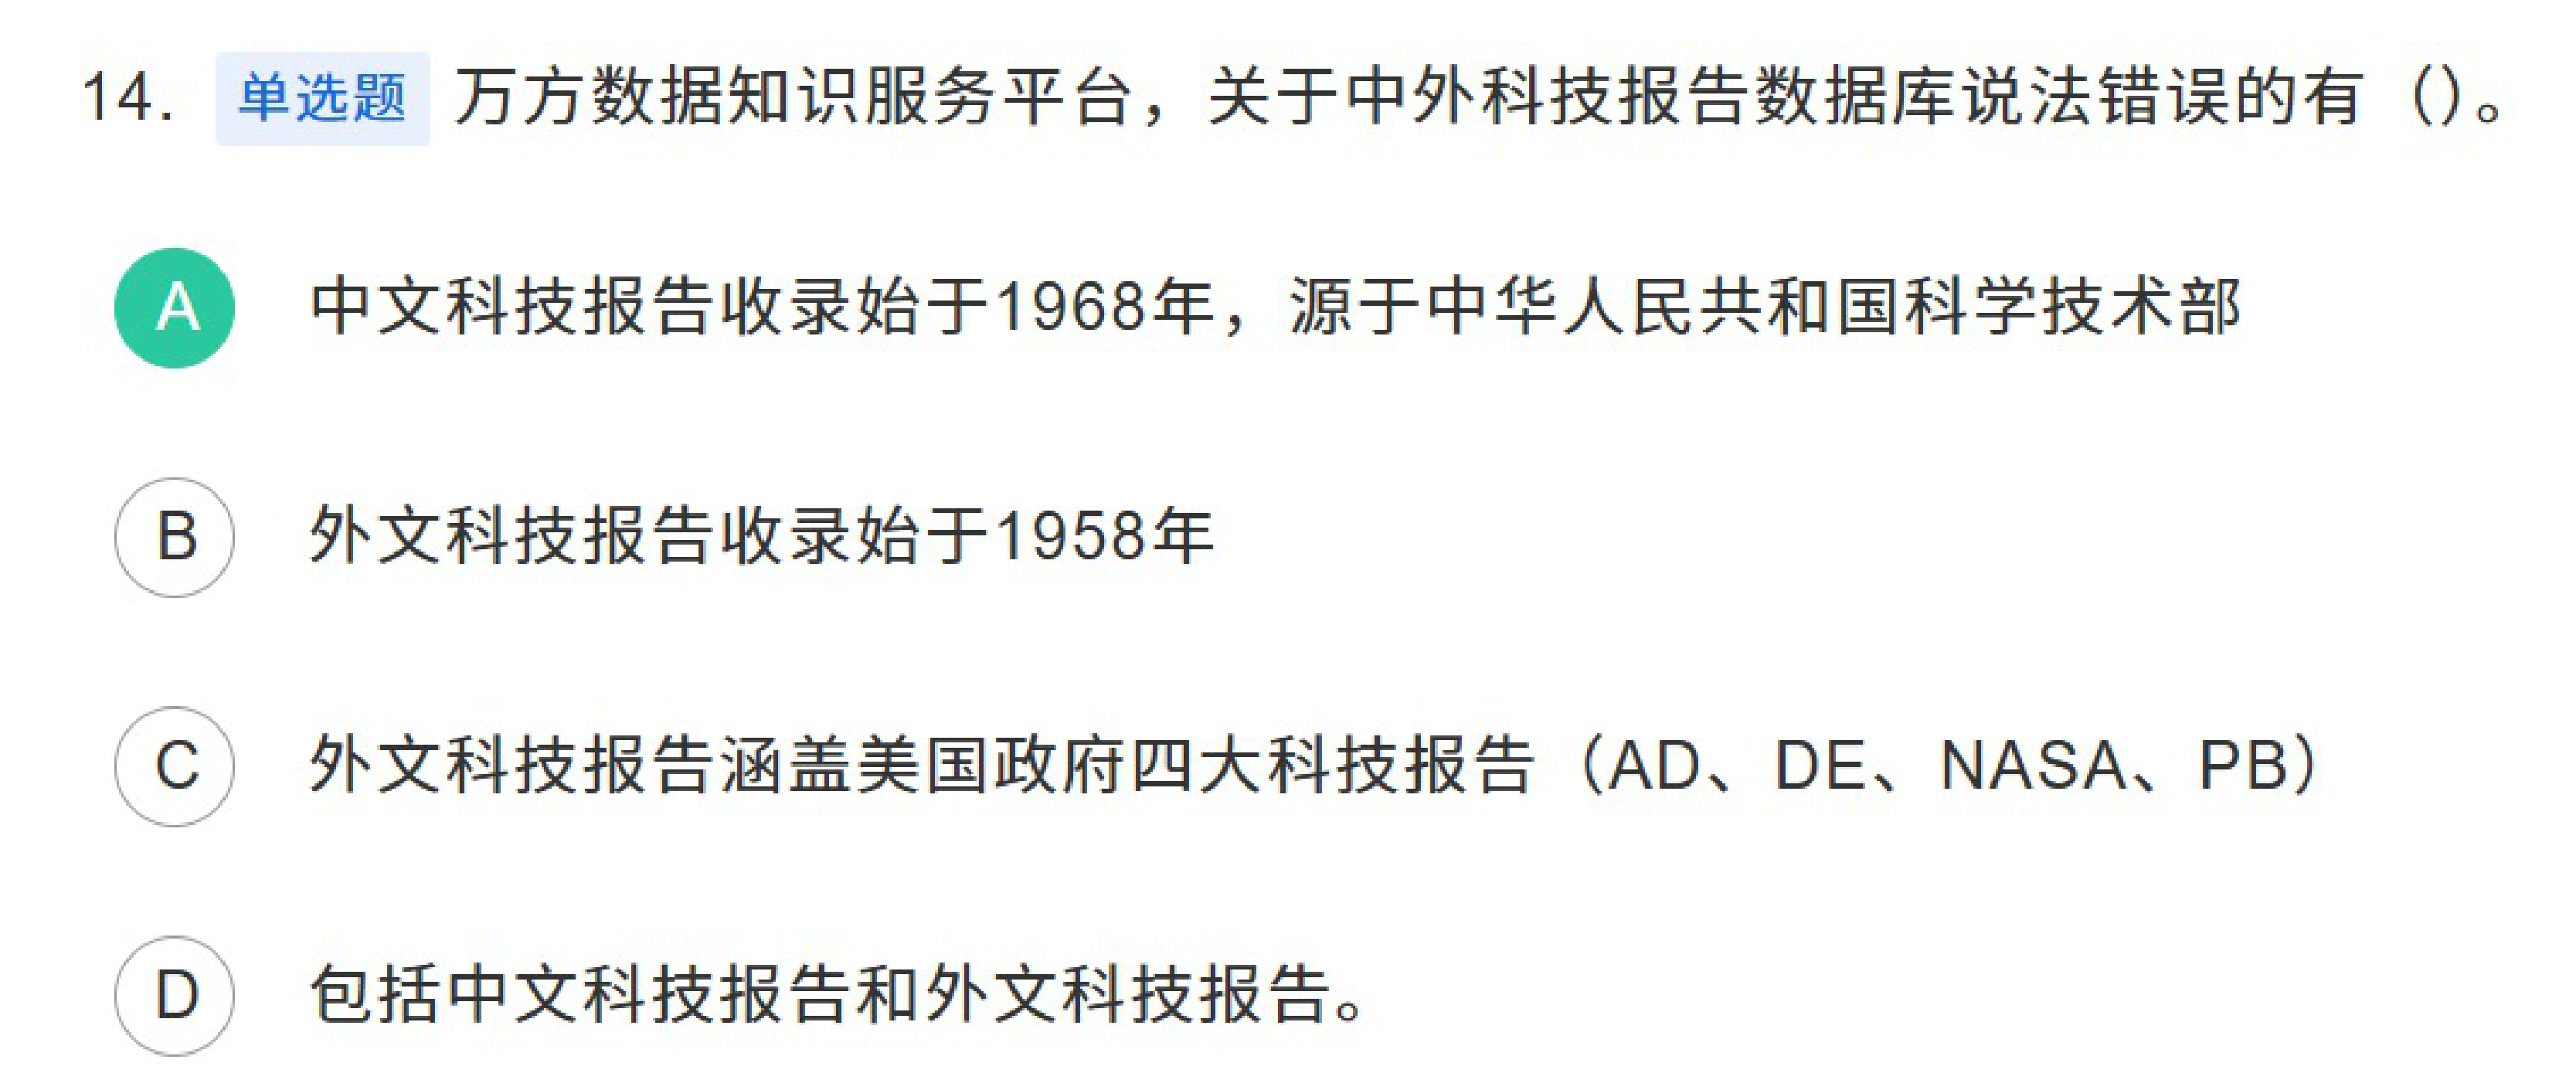 14. 单选题 万方数据知识服务平台，关于中外科技报告数据库说法错误的有（）。
A 中文科技报告收录始于1968年，源于中华人民共和国科学技术部
B 外文科技报告收录始于1958年
C 外文科技报告涵盖美国政府四大科技报告（AD、DE、NASA、PB）
D 包括中文科技报告和外文科技报告。